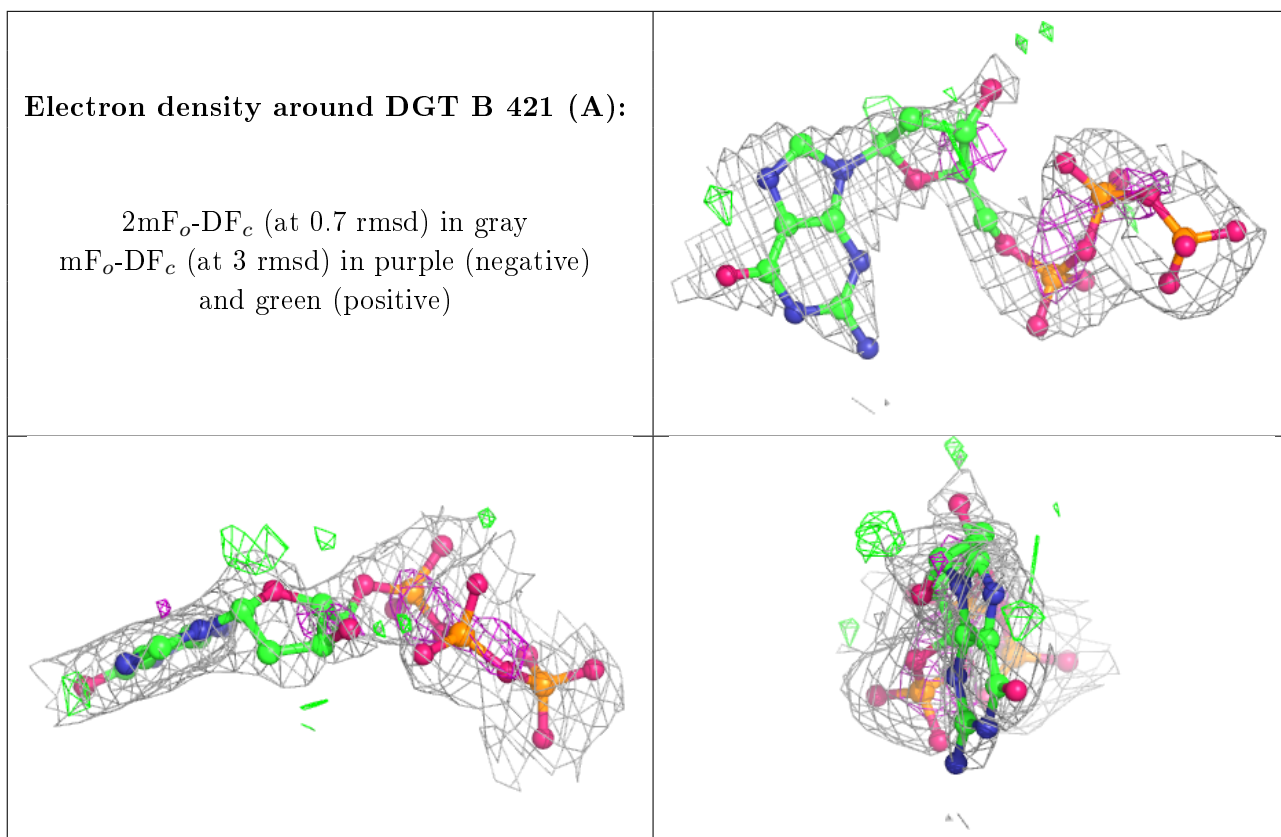 Electron density around DGT B 421 (A):
2mFo-DFc (at 0.7 rmsd) in gray
mFo-DFc (at 3 rmsd) in purple (negative)
and green (positive)